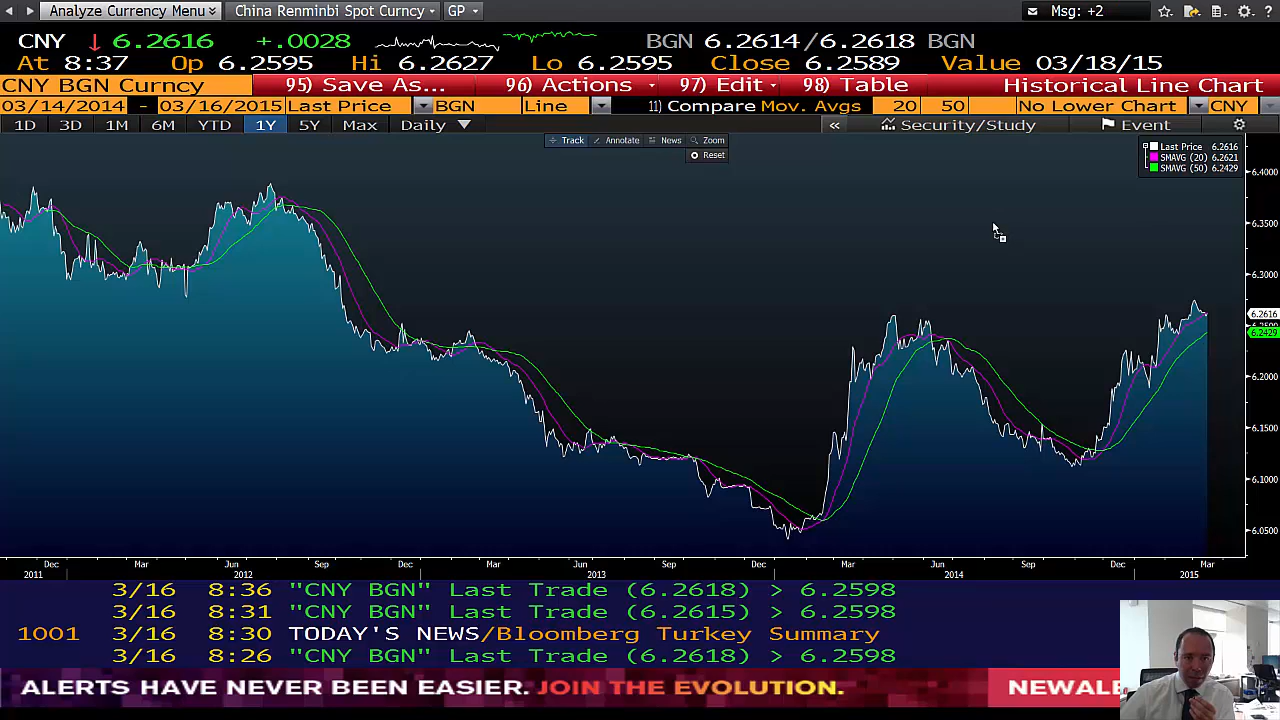 Analyze Currency Menu China Renminbi Spot Curncy GP Msg: +2
CNY 6.2616 +.0028 BGN 6.2614/6.2618 BGN
At 8:37 Op 6.2595 Hi 6.2627 Lo 6.2595 Close 6.2589 Value 03/18/15
CNY BGN Curncy 95) Save As... 96) Actions 97) Edit 98) Table Historical Line Chart
03/14/2014 - 03/16/2015 Last Price BGN Line 11) Compare Mov. Avgs 20 50 No Lower Chart CNY
1D 3D 1M 6M YTD 1Y 5Y Max Daily « Security/Study Event
Track Annotate News Zoom
Reset
Last Price 6.2616
SMAVG (20) 6.2621
SMAVG (50) 6.2429
6.4000
6.3500
6.3000
6.2616
6.2429
6.2000
6.1500
6.1000
6.0500
Dec Mar Jun Sep Dec Mar Jun Sep Dec Mar Jun Sep Dec Mar
2011 2012 2013 2014 2015
3/16 8:36 "CNY BGN" Last Trade (6.2618) > 6.2598
3/16 8:31 "CNY BGN" Last Trade (6.2615) > 6.2598
1001 3/16 8:30 TODAY'S NEWS/Bloomberg Turkey Summary
3/16 8:26 "CNY BGN" Last Trade (6.2618) > 6.2598
ALERTS HAVE NEVER BEEN EASIER. JOIN THE EVOLUTION. NEWALE